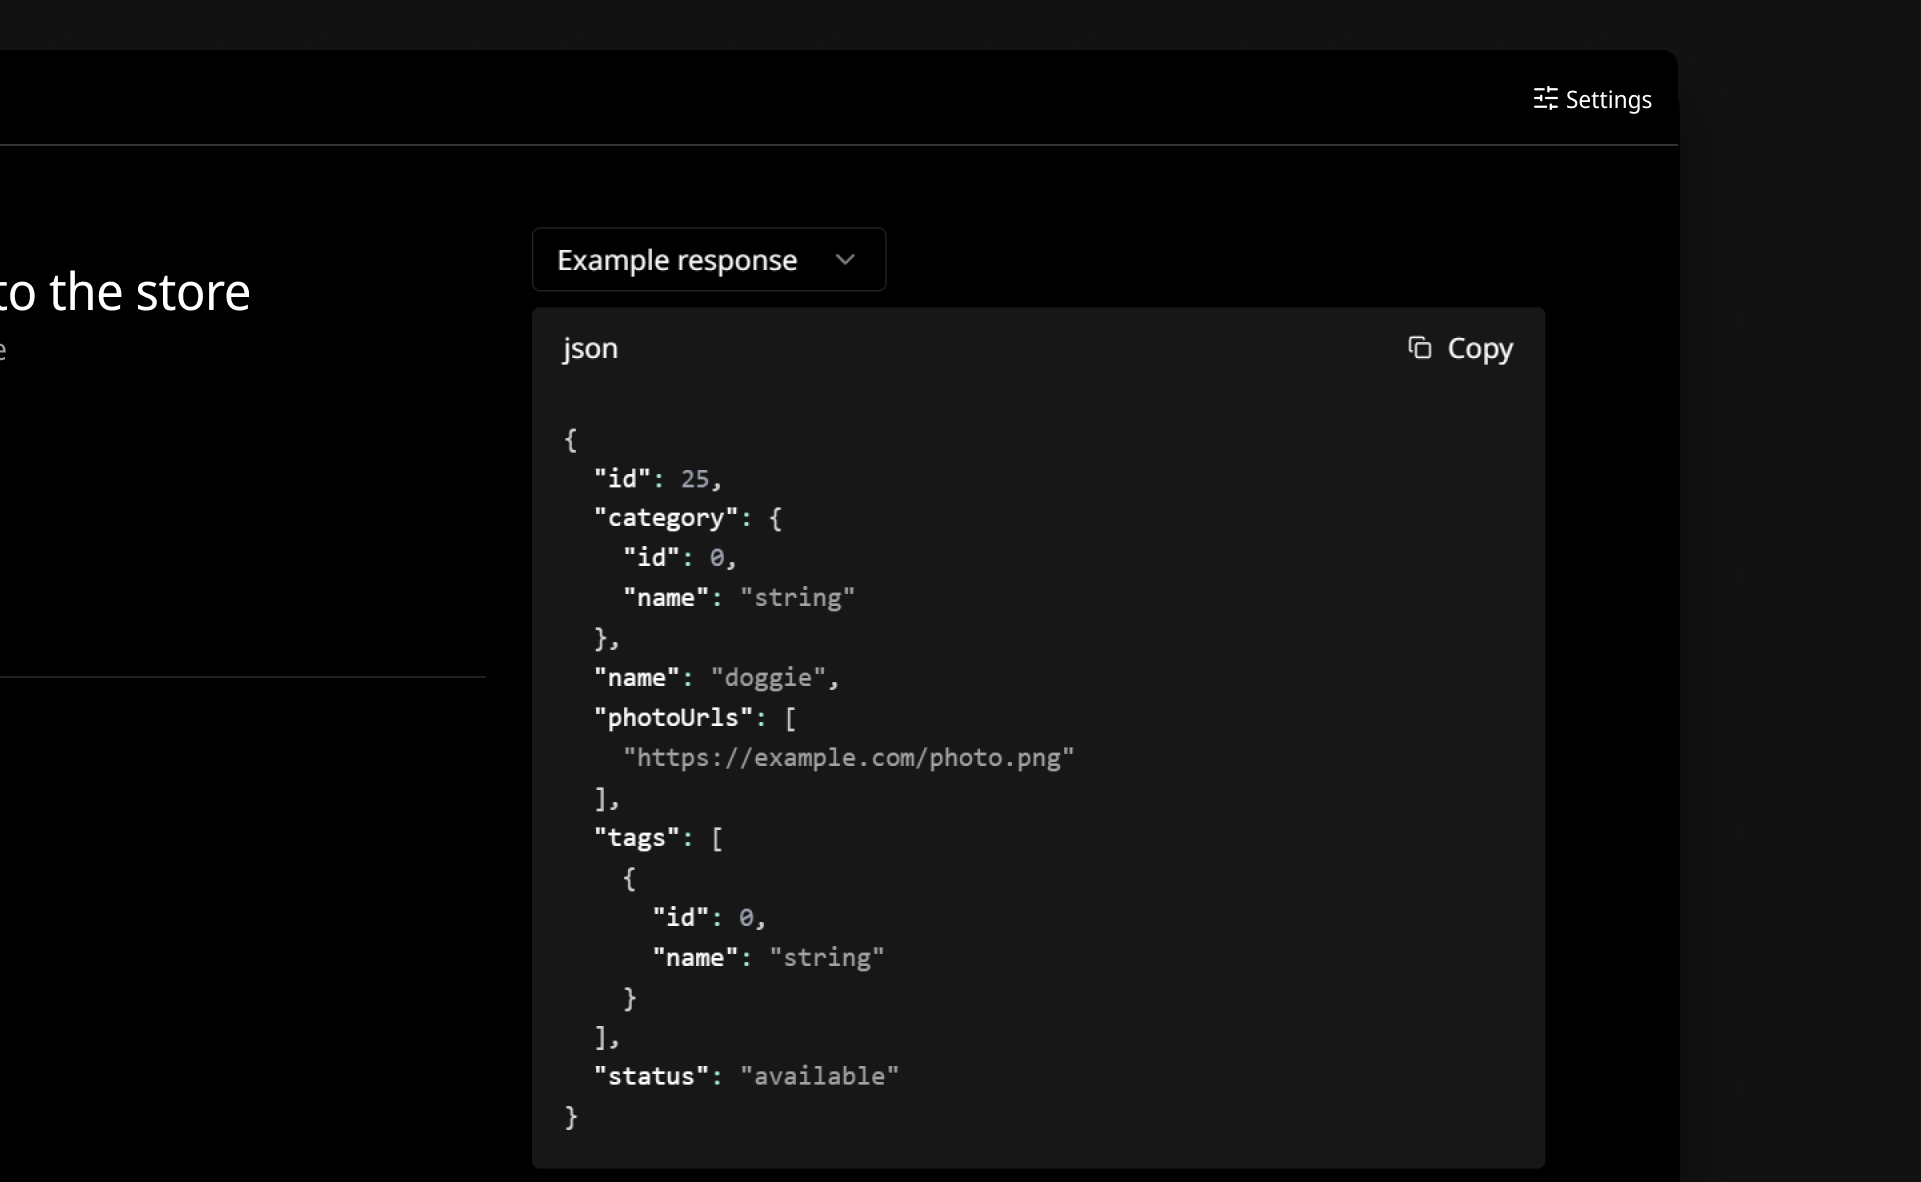 Settings
to the store
e
Example response
json
Copy
{
  "id": 25,
  "category": {
    "id": 0,
    "name": "string"
  },
  "name": "doggie",
  "photoUrls": [
    "https://example.com/photo.png"
  ],
  "tags": [
    {
      "id": 0,
      "name": "string"
    }
  ],
  "status": "available"
}